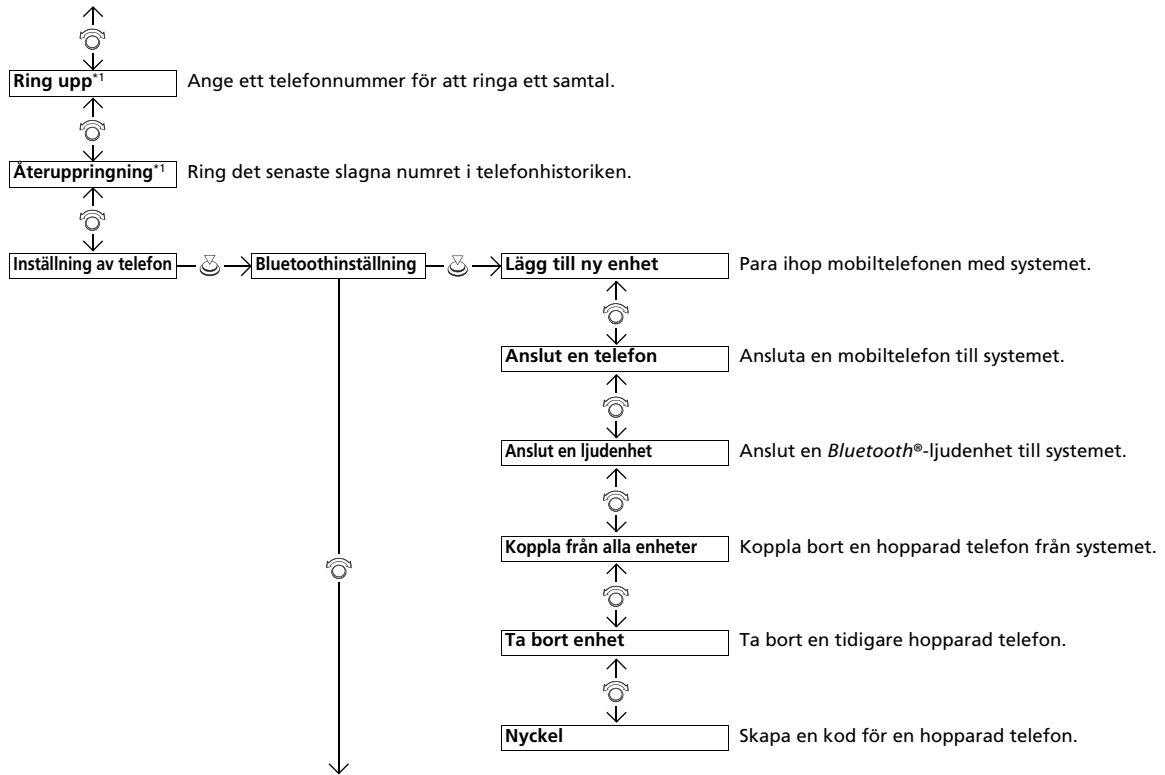 Ring upp*1 Ange ett telefonnummer för att ringa ett samtal.
Återuppringning*1 Ring det senaste slagna numret i telefonhistoriken.
Inställning av telefon Bluetoothinställning Lägg till ny enhet Para ihop mobiltelefonen med systemet.
Anslut en telefon Ansluta en mobiltelefon till systemet.
Anslut en ljudenhet Anslut en Bluetooth®-ljudenhet till systemet.
Koppla från alla enheter Koppla bort en hopparad telefon från systemet.
Ta bort enhet Ta bort en tidigare hopparad telefon.
Nyckel Skapa en kod för en hopparad telefon.